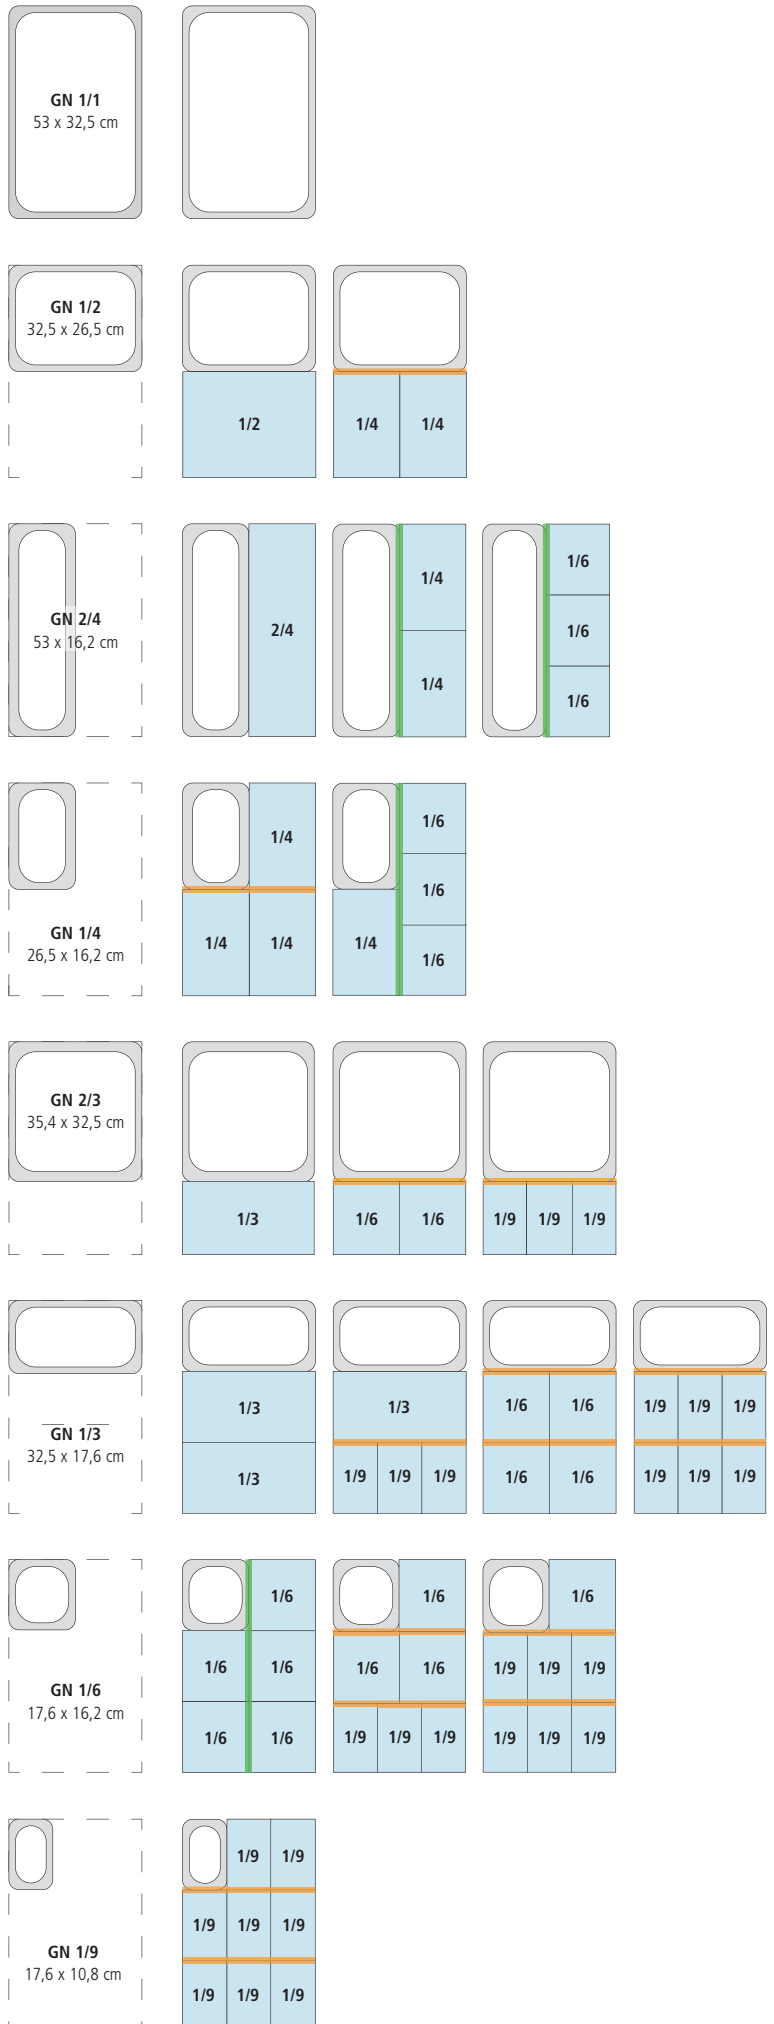 GN 1/1
53 x 32,5 cm
GN 1/2
32,5 x 26,5 cm
1/2
1/4 1/4
GN 2/4
53 x 16,2 cm
2/4
1/4
1/4
1/6
1/6
1/6
GN 1/4
26,5 x 16,2 cm
1/4
1/4 1/4
1/4
1/6
1/6
1/6
GN 2/3
35,4 x 32,5 cm
1/3
1/6 1/6
1/9 1/9 1/9
GN 1/3
32,5 x 17,6 cm
1/3
1/3
1/3
1/9 1/9 1/9
1/6 1/6
1/6 1/6
1/9 1/9 1/9
1/9 1/9 1/9
GN 1/6
17,6 x 16,2 cm
1/6
1/6 1/6
1/6 1/6
1/6
1/6 1/6
1/9 1/9 1/9
1/6
1/9 1/9 1/9
1/9 1/9 1/9
GN 1/9
17,6 x 10,8 cm
1/9 1/9
1/9 1/9 1/9
1/9 1/9 1/9